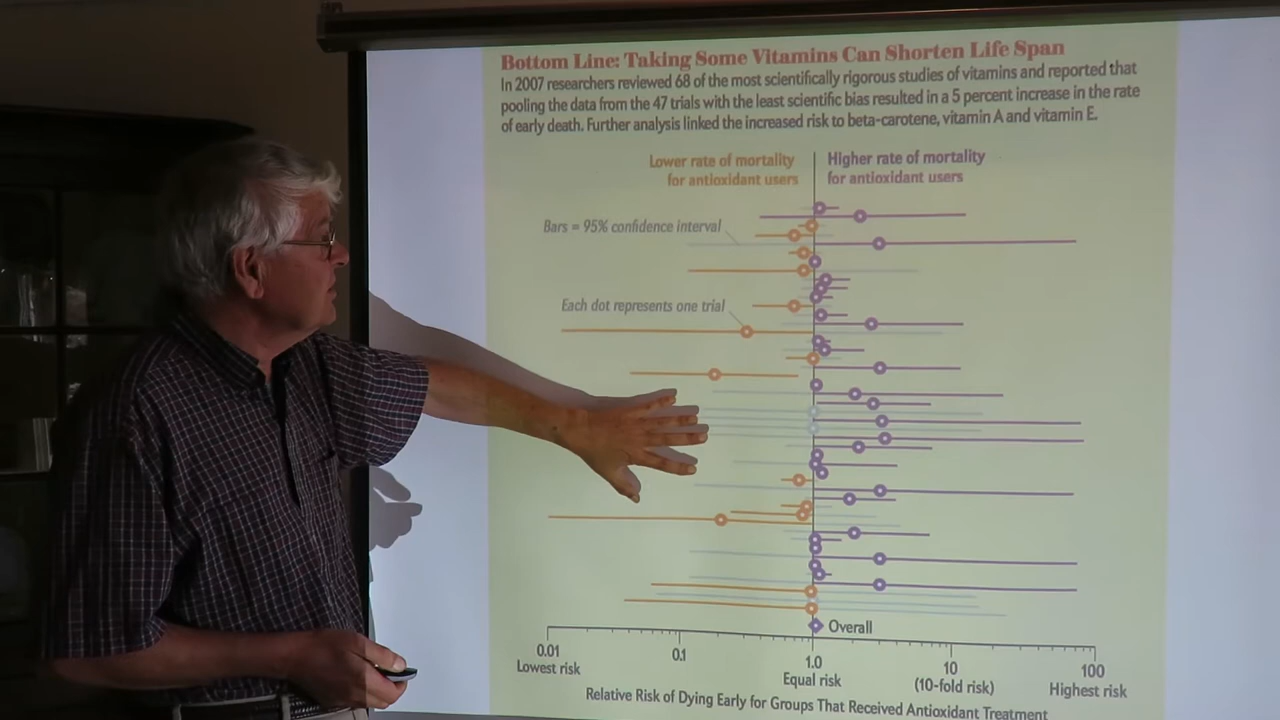 Bottom Line: Taking Some Vitamins Can Shorten Life Span
In 2007 researchers reviewed 68 of the most scientifically rigorous studies of vitamins and reported that
pooling the data from the 47 trials with the least scientific bias resulted in a 5 percent increase in the rate
of early death. Further analysis linked the increased risk to beta-carotene, vitamin A and vitamin E.
Lower rate of mortality
for antioxidant users
Higher rate of mortality
for antioxidant users
Bars = 95% confidence interval
Each dot represents one trial
Overall
0.01
0.1
1.0
10
100
Lowest risk
Equal risk
(10-fold risk)
Highest risk
Relative Risk of Dying Early for Groups That Received Antioxidant Treatment